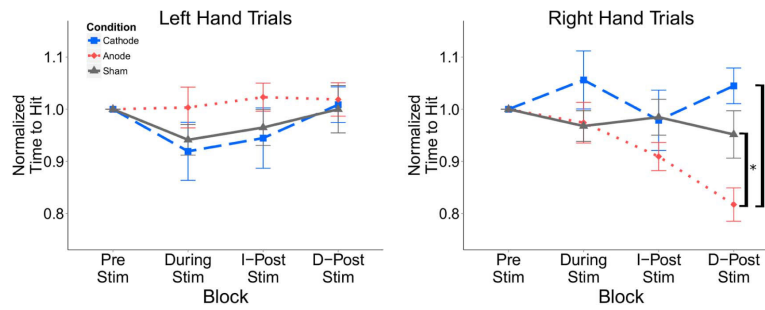 Left Hand Trials
Condition
Cathode
Anode
Sham
Normalized
Time to Hit
1.1
1.0
0.9
0.8
Pre
Stim
During
Stim
I-Post
Stim
D-Post
Stim
Block
Right Hand Trials
Normalized
Time to Hit
1.1
1.0
0.9
0.8
*
Pre
Stim
During
Stim
I-Post
Stim
D-Post
Stim
Block